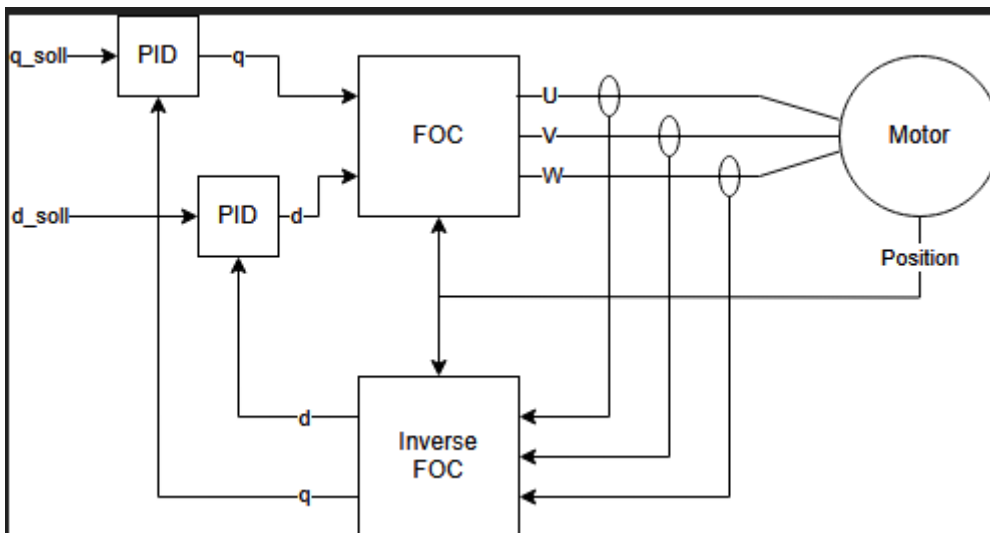 q_soll
PID
q
FOC
U
V
W
Motor
d_soll
PID
d
Position
d
Inverse
FOC
q